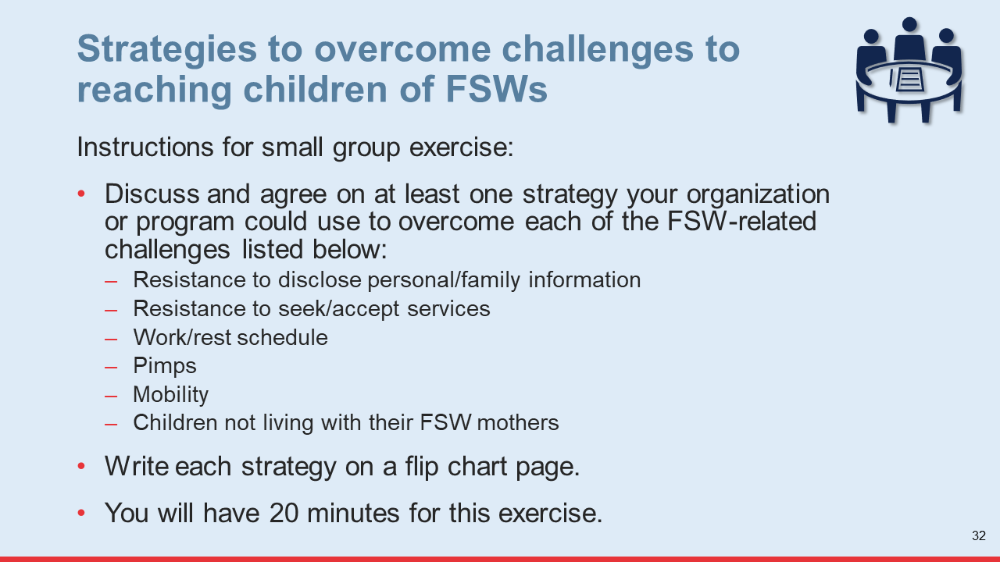 Strategies to overcome challenges to
reaching children of FSWs
Instructions for small group exercise:
• Discuss and agree on at least one strategy your organization
or program could use to overcome each of the FSW-related
challenges listed below:
– Resistance to disclose personal/family information
– Resistance to seek/accept services
– Work/rest schedule
– Pimps
– Mobility
– Children not living with their FSW mothers
• Write each strategy on a flip chart page.
• You will have 20 minutes for this exercise.
32